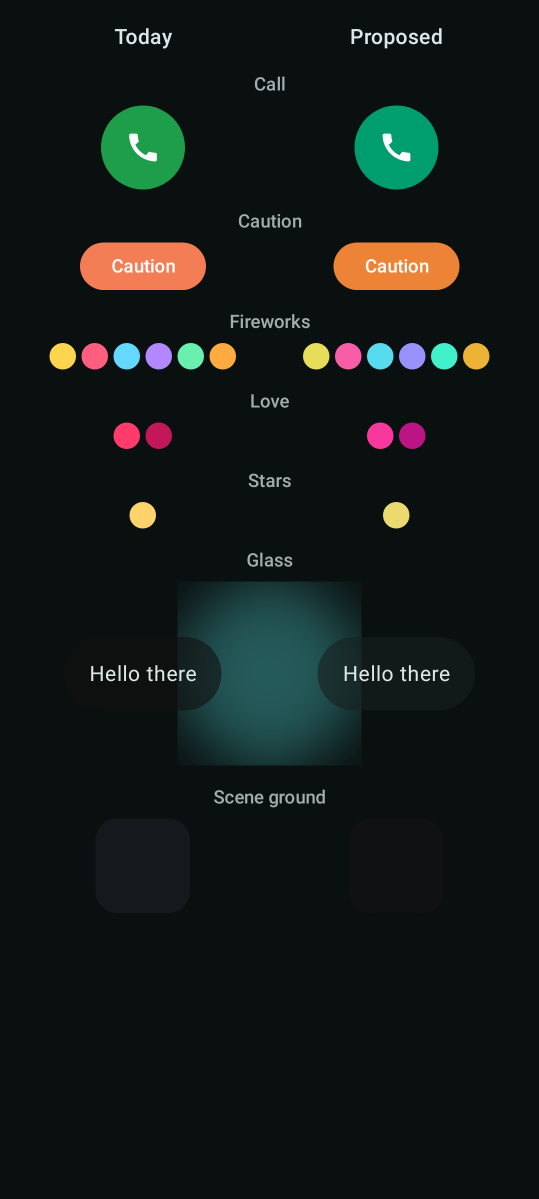 Today Proposed
Call
Caution
Caution Caution
Fireworks
Love
Stars
Glass
Hello there Hello there
Scene ground